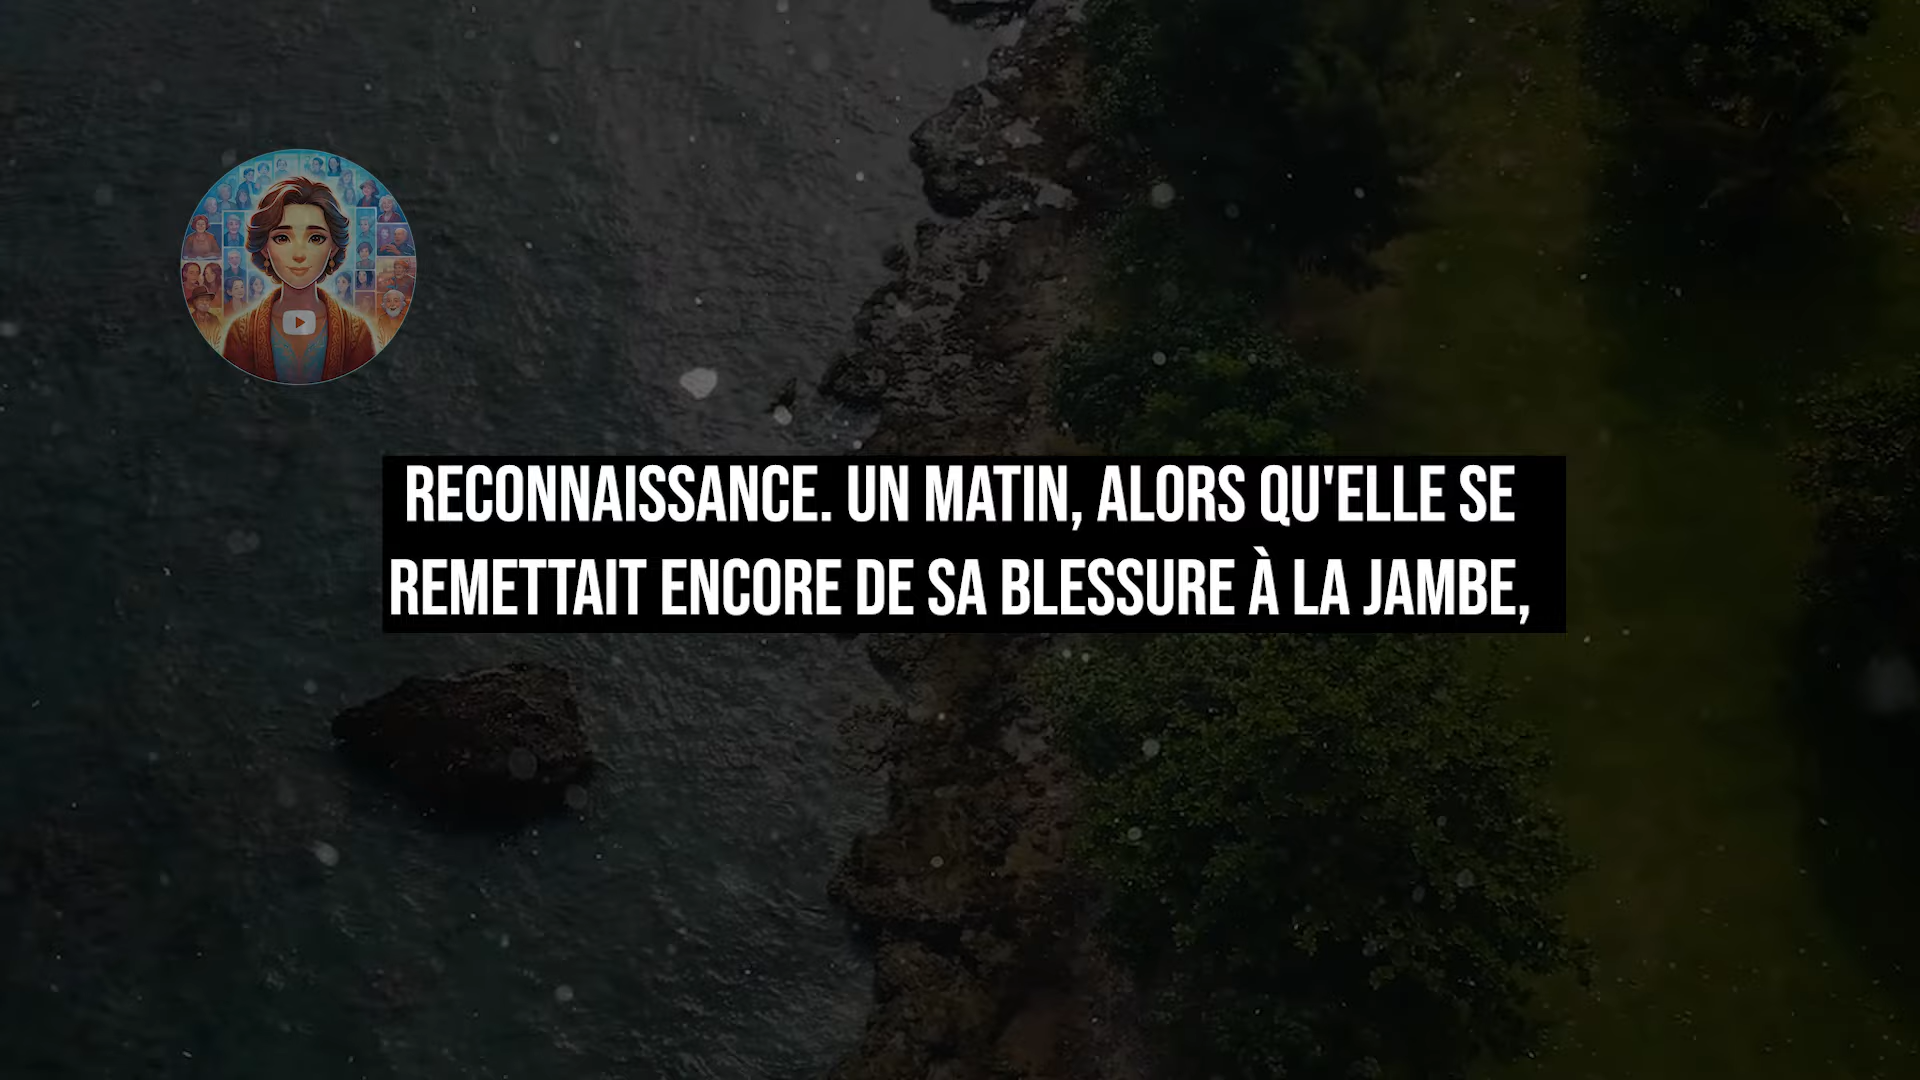 RECONNAISSANCE. UN MATIN, ALORS QU'ELLE SE
REMETTAIT ENCORE DE SA BLESSURE À LA JAMBE,